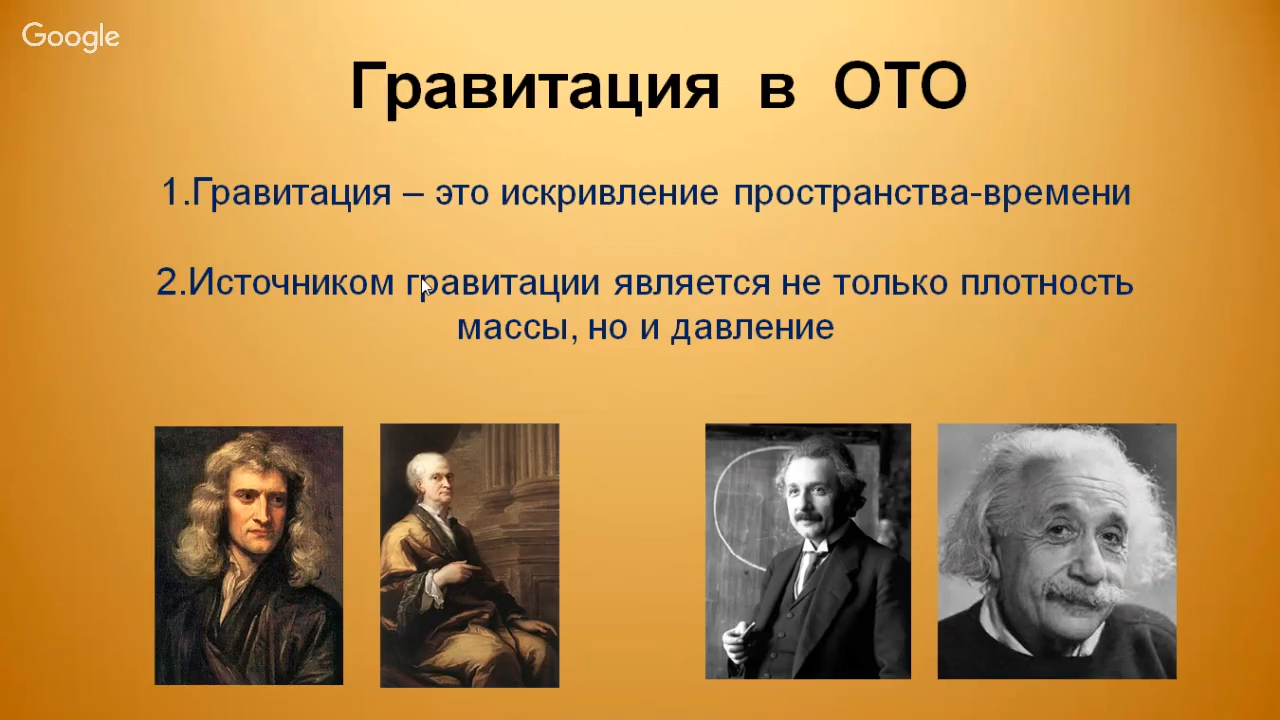 Google
Гравитация в ОТО
1.Гравитация – это искривление пространства-времени
2.Источником гравитации является не только плотность
массы, но и давление